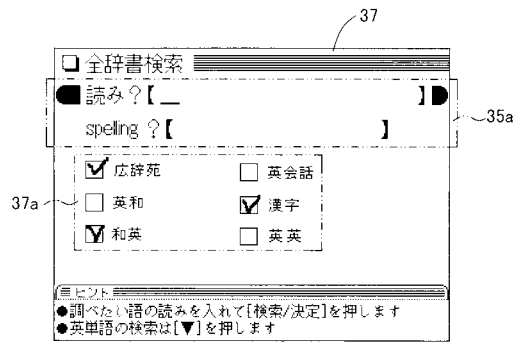 37
全辞書検索
読み?【_ 】
35a
spelling ?【 】
広辞苑 英会話
37a
英和 漢字
和英 英英
ヒント
●調べたい語の読みを入れて[検索/決定]を押します
●英単語の検索は[▼]を押します